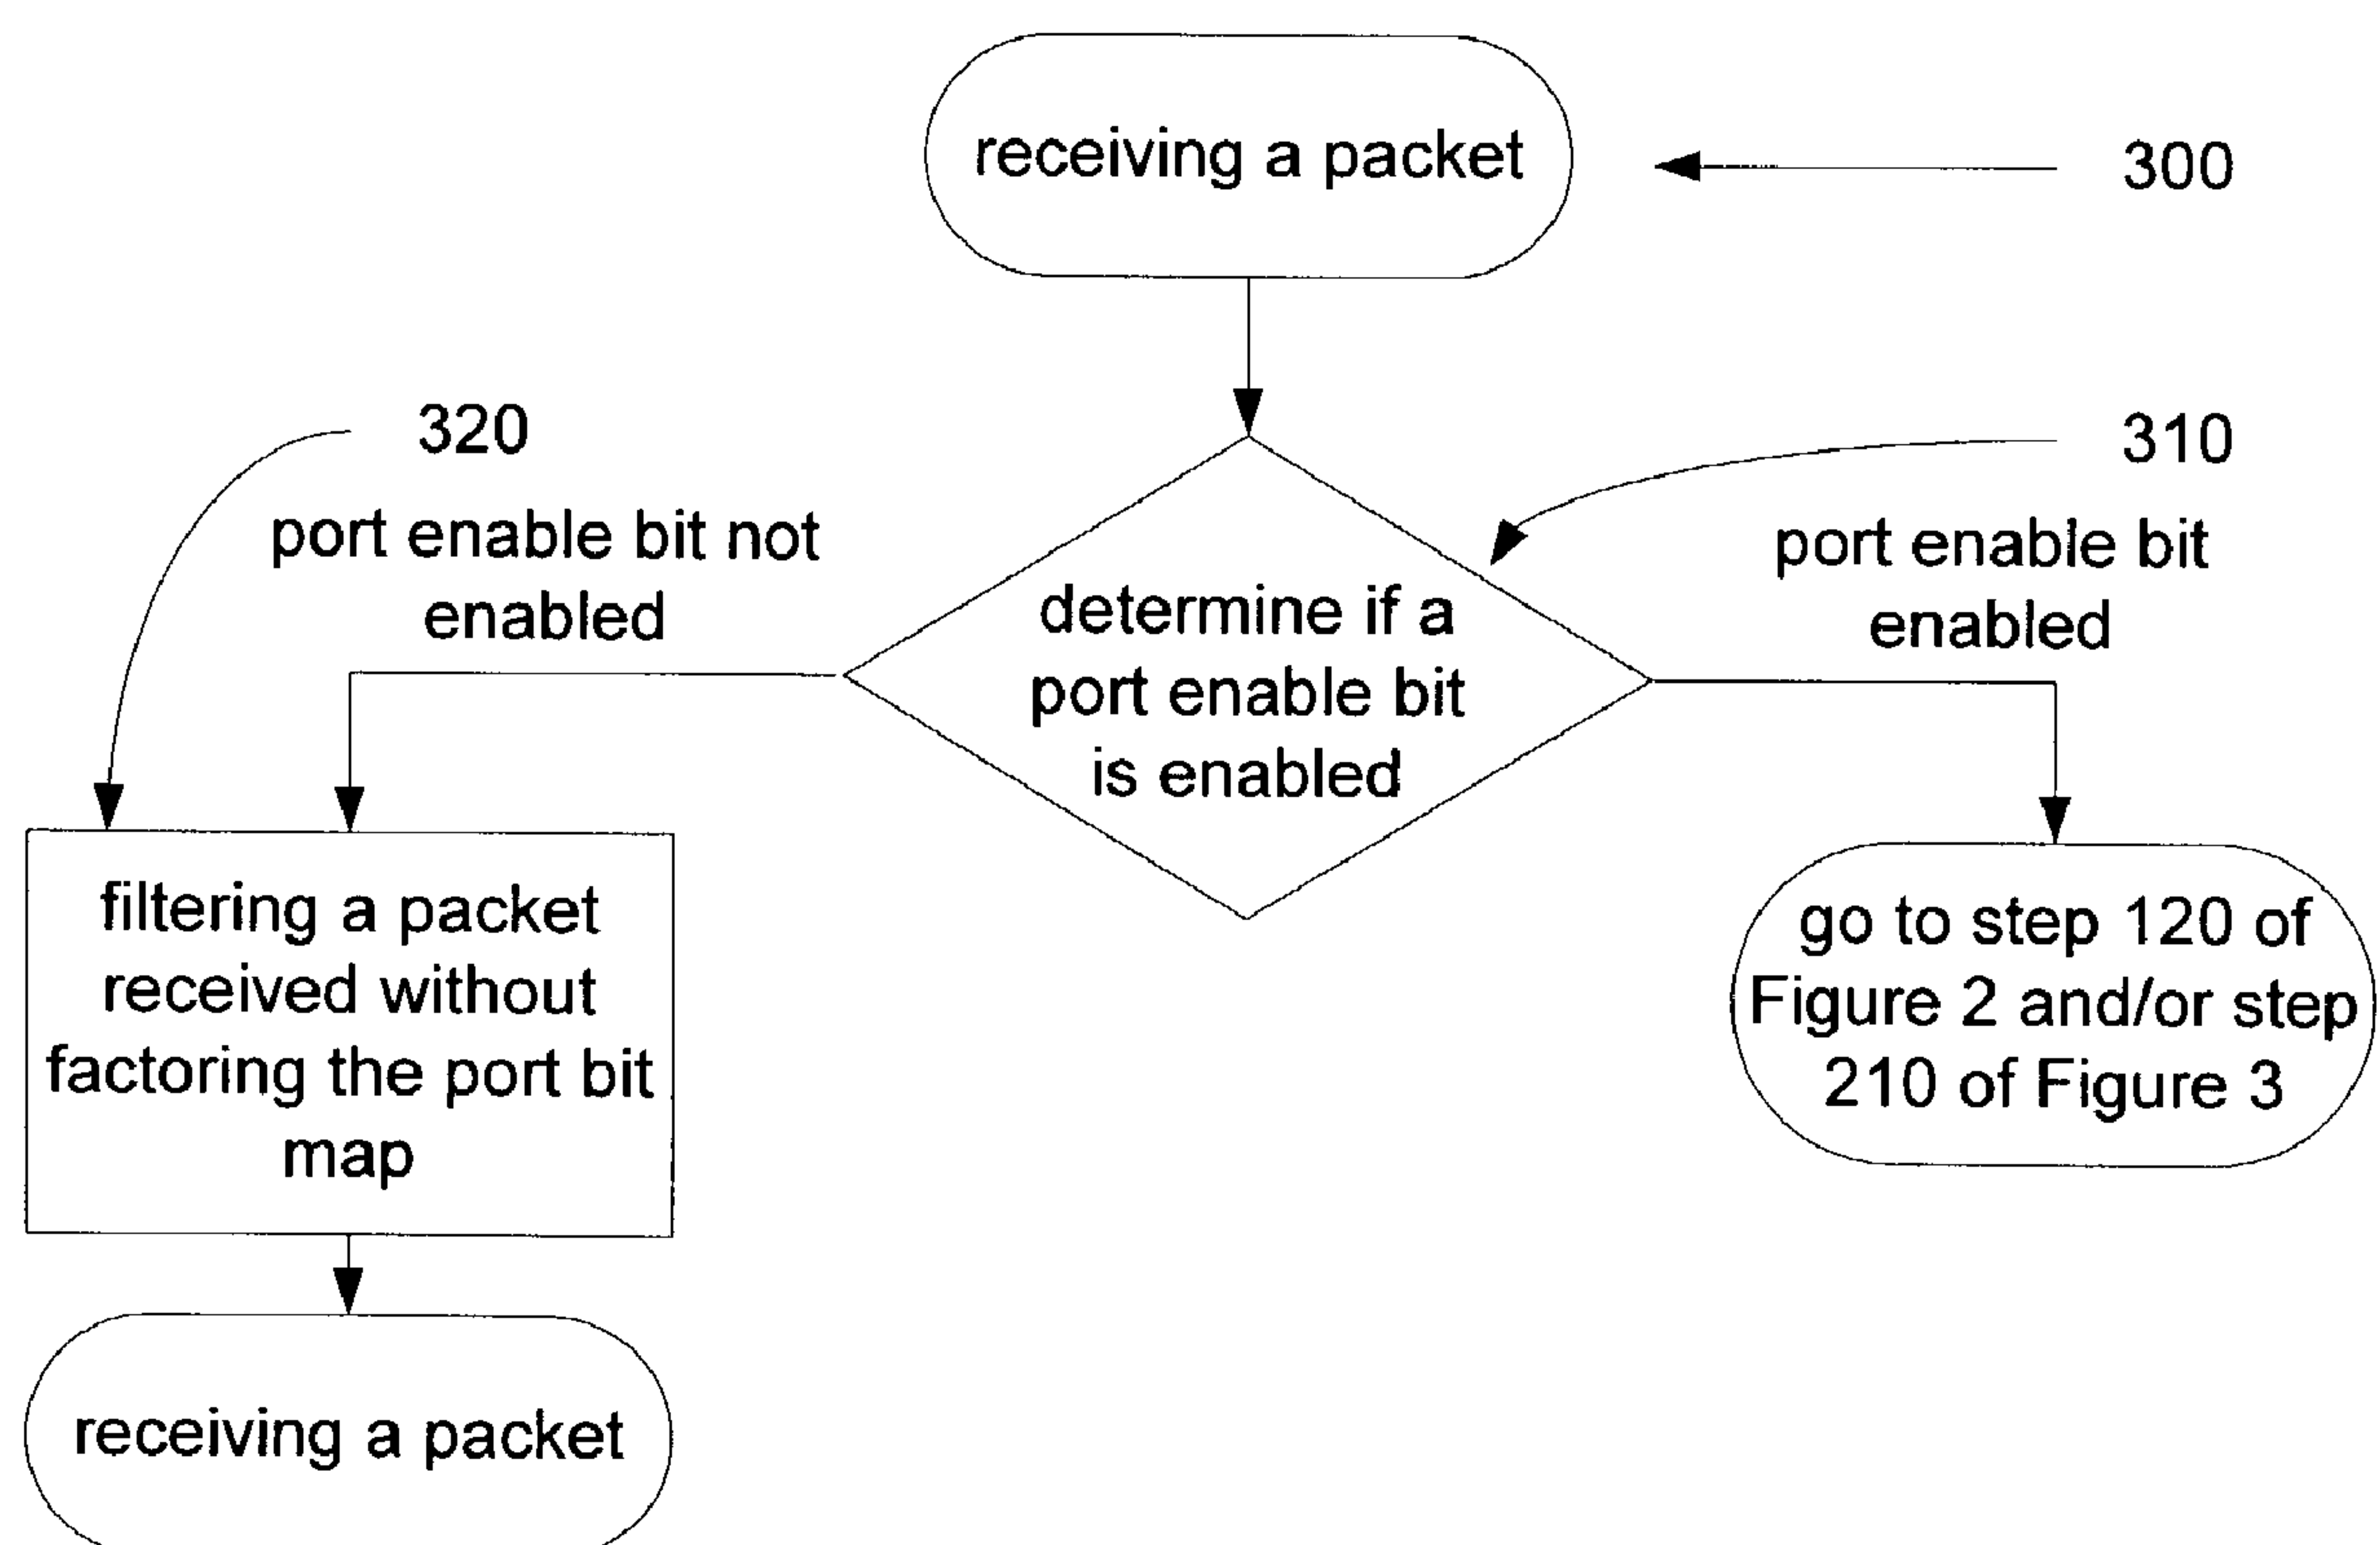 receiving a packet
300
320
port enable bit not
enabled
310
port enable bit
enabled
determine if a
port enable bit
is enabled
filtering a packet
received without
factoring the port bit
map
go to step 120 of
Figure 2 and/or step
210 of Figure 3
receiving a packet